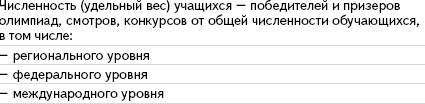 Численность (удельный вес) учащихся — победителей и призеров
олимпиад, смотров, конкурсов от общей численности обучающихся,
в том числе:
— регионального уровня
— федерального уровня
— международного уровня